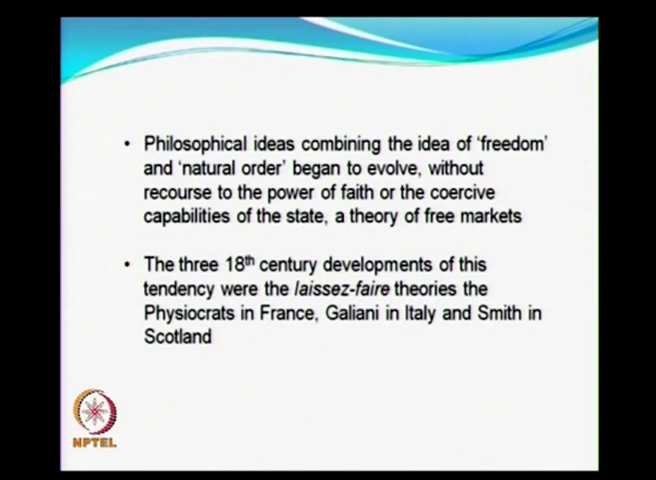 • Philosophical ideas combining the idea of 'freedom'
and 'natural order' began to evolve, without
recourse to the power of faith or the coercive
capabilities of the state, a theory of free markets
• The three 18th century developments of this
tendency were the laissez-faire theories the
Physiocrats in France, Galiani in Italy and Smith in
Scotland
NPTEL